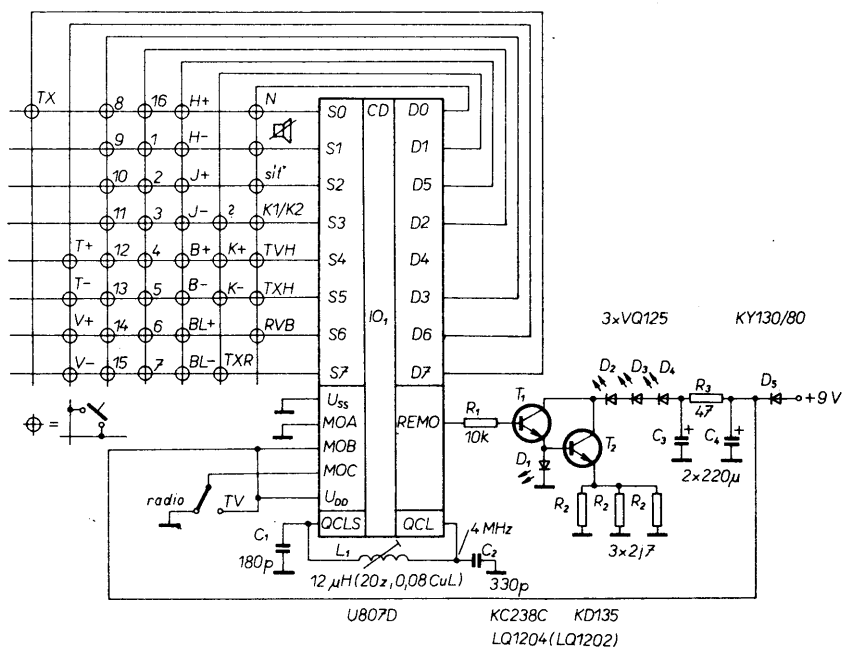 TX 8 16 H+ N S0 CD D0
9 1 H- S1 D1
10 2 J+ sit' S2 D5
11 3 J- 2 K1/K2 S3 D2
T+ 12 4 B+ K+ TVH S4 D4
T- 13 5 B- K- TXH S5 D3
V+ 14 6 BL+ RVB S6 IO1 D6
V- 15 7 BL- TXR S7 D7
3xVQ125 KY130/80
D2 D3 D4 R3 D5
47 +9V
USS
MOA REMO R1 T1
10k
C3 + C4 +
2x220µ
MOB D1 T2
MOC
radio TV UDD
R2 R2 R2
3x2j7
QCLS QCL
C1 180p
L1
4 MHz
C2
12 µH (20z, 0,08 CuL) 330p
U807D KC238C KD135
LQ1204 (LQ1202)